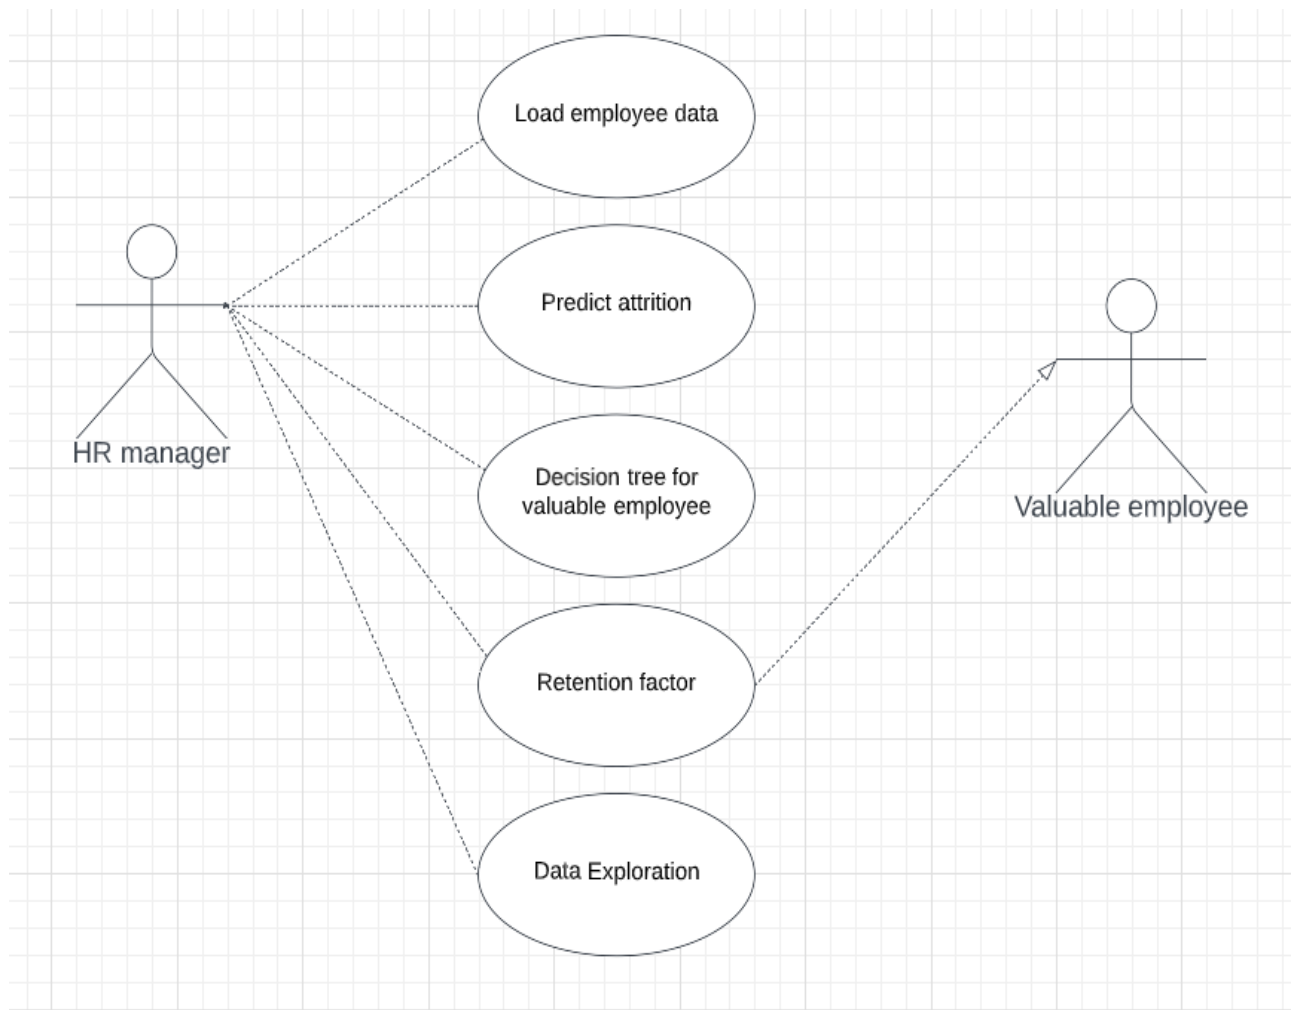 Load employee data
Predict attrition
HR manager
Decision tree for
valuable employee
Valuable employee
Retention factor
Data Exploration